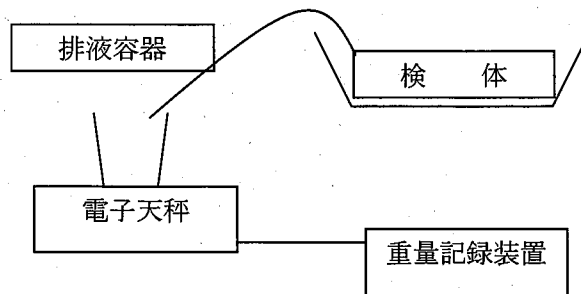 排液容器
検　　体
電子天秤
重量記録装置